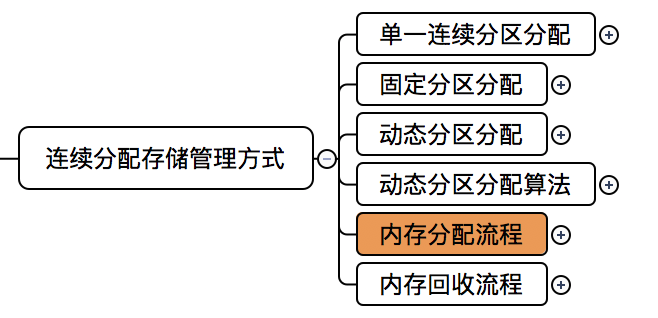 单一连续分区分配
固定分区分配
连续分配存储管理方式
动态分区分配
动态分区分配算法
内存分配流程
内存回收流程